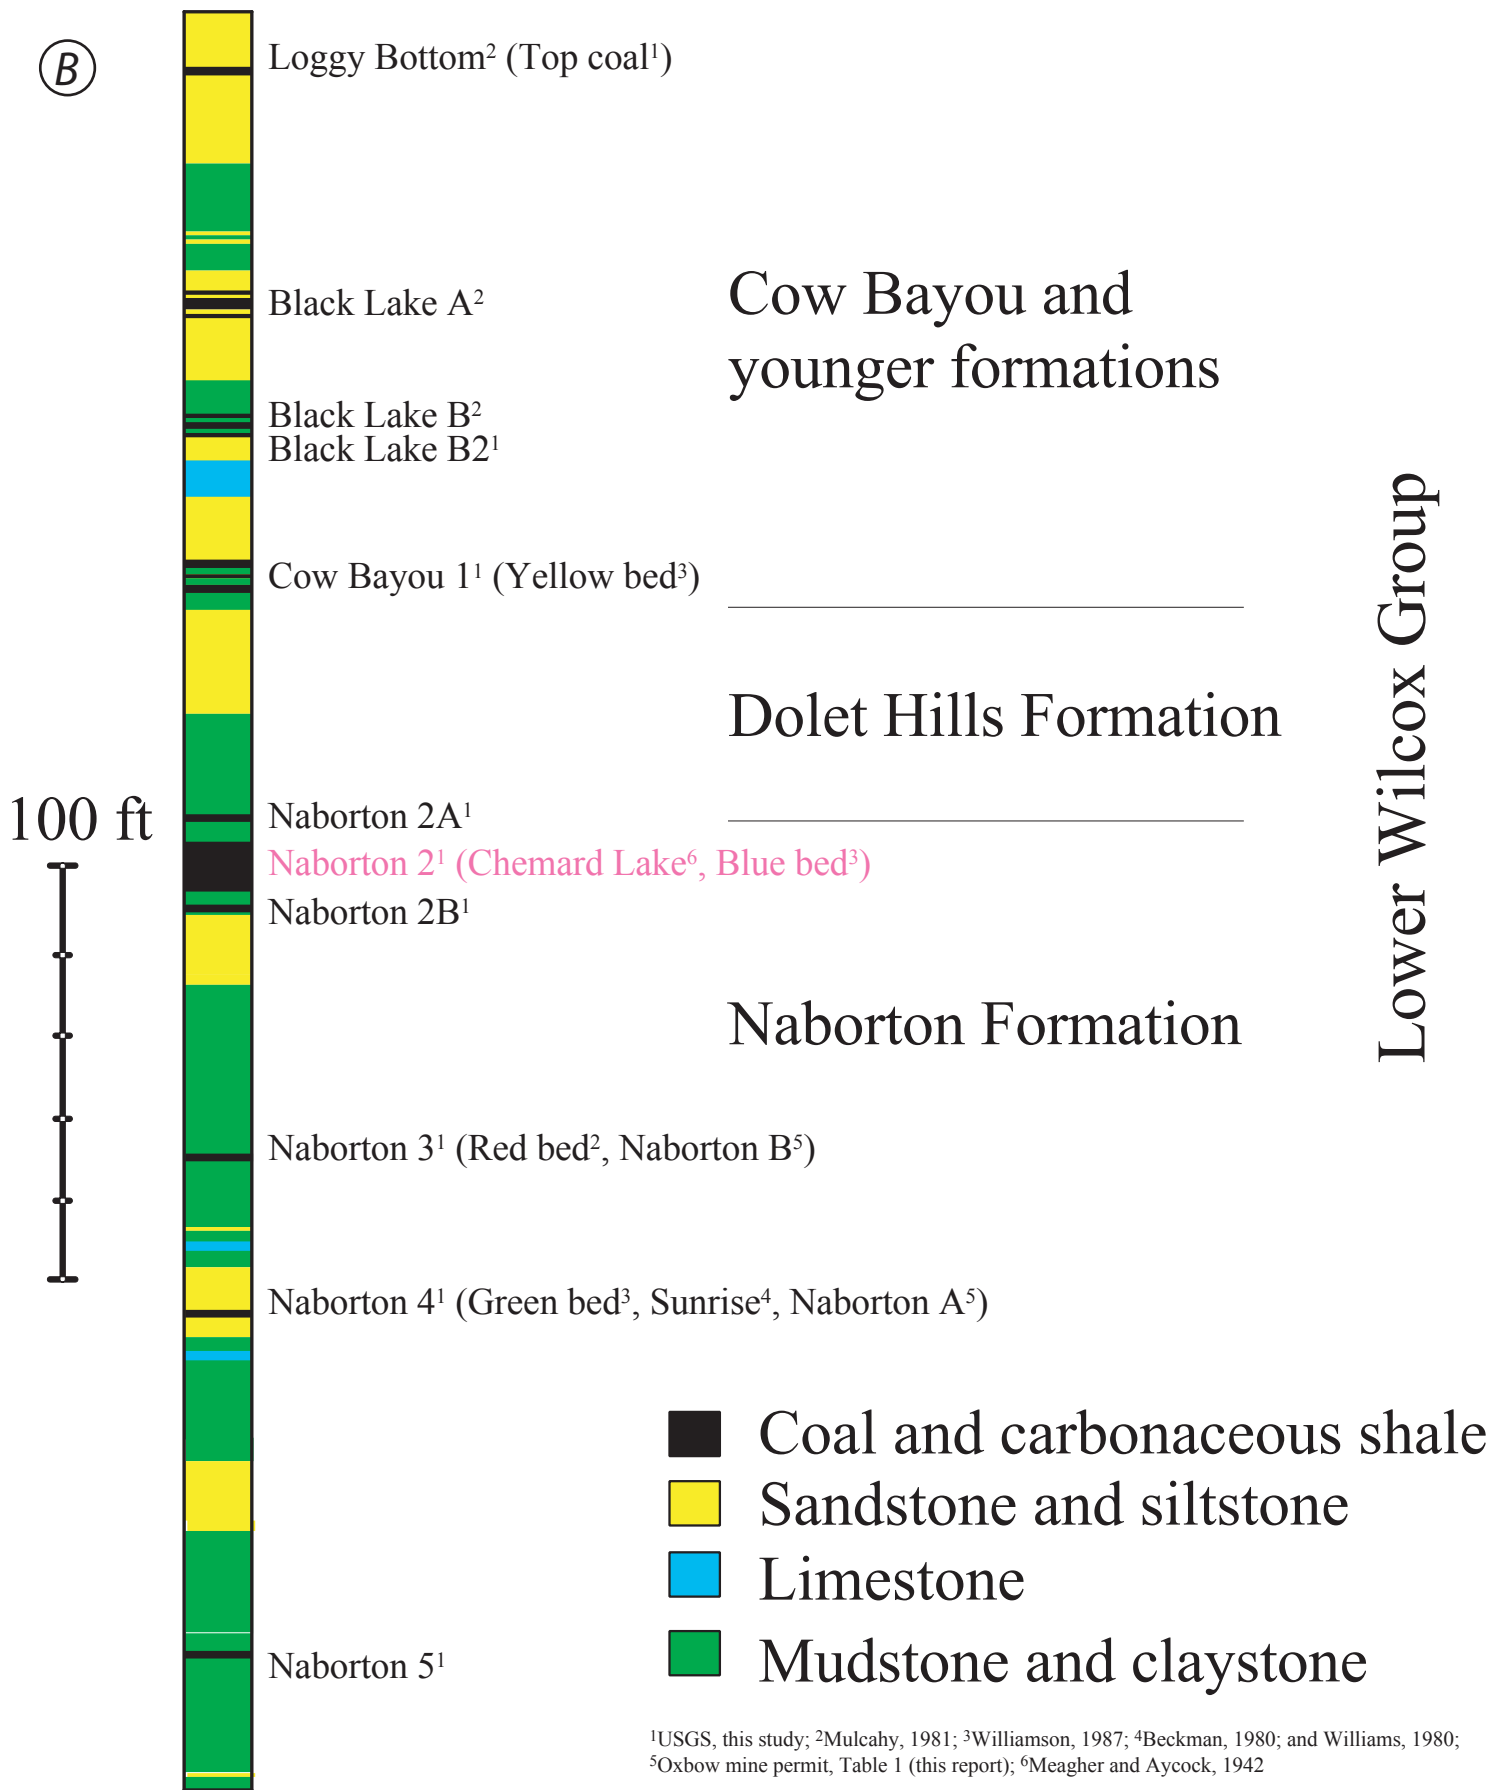 B
Loggy Bottom² (Top coal¹)
Black Lake A²
Cow Bayou and
younger formations
Black Lake B²
Black Lake B2¹
Cow Bayou 1¹ (Yellow bed³)
Lower Wilcox Group
Dolet Hills Formation
100 ft
Naborton 2A¹
Naborton 2¹ (Chemard Lake⁶, Blue bed³)
Naborton 2B¹
Naborton Formation
Naborton 3¹ (Red bed², Naborton B⁵)
Naborton 4¹ (Green bed³, Sunrise⁴, Naborton A⁵)
Coal and carbonaceous shale
Sandstone and siltstone
Limestone
Mudstone and claystone
Naborton 5¹
¹USGS, this study; ²Mulcahy, 1981; ³Williamson, 1987; ⁴Beckman, 1980; and Williams, 1980;
⁵Oxbow mine permit, Table 1 (this report); ⁶Meagher and Aycock, 1942